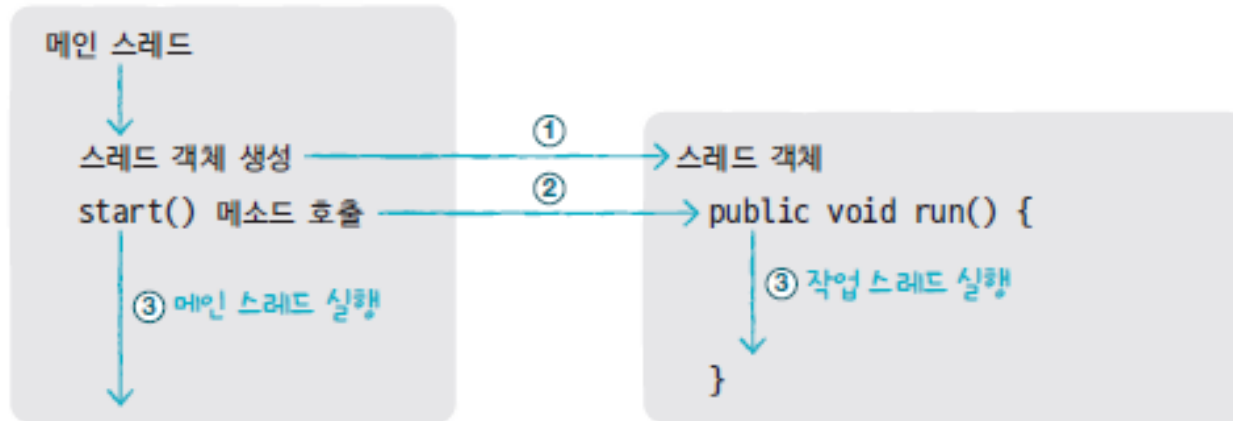 메인 스레드
스레드 객체 생성
①
스레드 객체
start() 메소드 호출
②
public void run() {
③ 메인 스레드 실행
③ 작업 스레드 실행
}